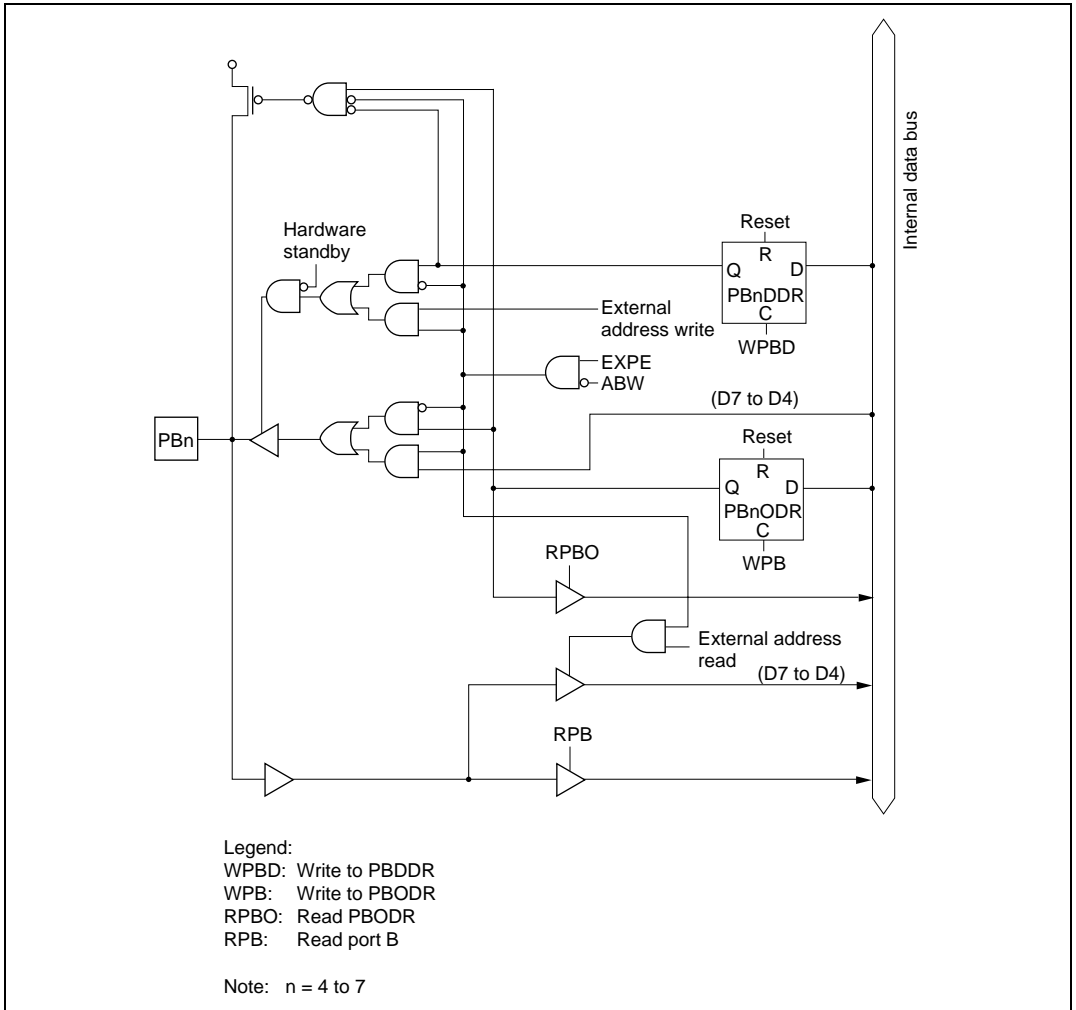 Internal data bus
Hardware
standby
Reset
R
Q
D
PBnDDR
C
WPBD
External
address write
EXPE
ABW
(D7 to D4)
PBn
Reset
R
Q
D
PBnODR
C
WPB
RPBO
External address
read
(D7 to D4)
RPB
Legend:
WPBD: Write to PBDDR
WPB: Write to PBODR
RPBO: Read PBODR
RPB: Read port B
Note: n = 4 to 7